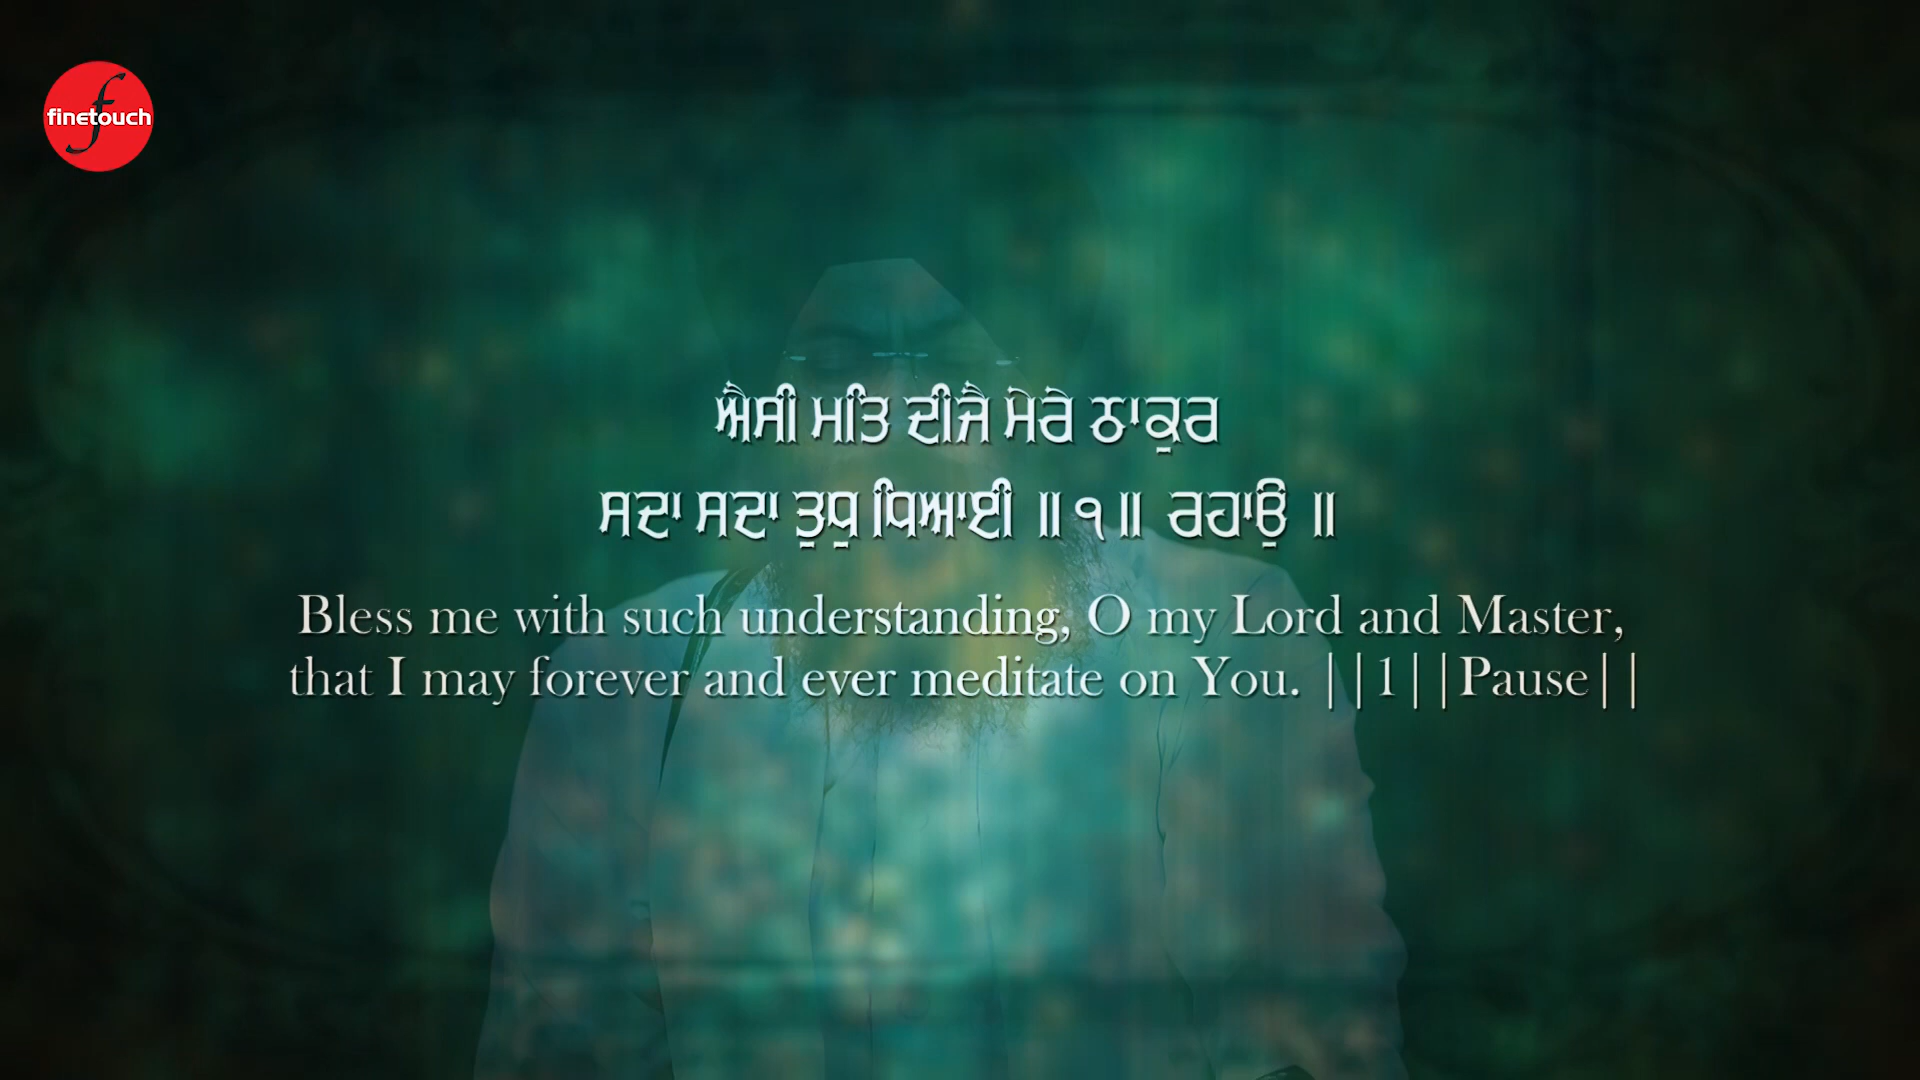 finetouch
ਐਸੀ ਮਤਿ ਦੀਜੈ ਮੇਰੇ ਠਾਕੁਰ
ਸਦਾ ਸਦਾ ਤੁਧੁ ਧਿਆਈ ॥ ੧ ॥ ਰਹਾਉ ॥
Bless me with such understanding, O my Lord and Master,
that I may forever and ever meditate on You. ||1||Pause||